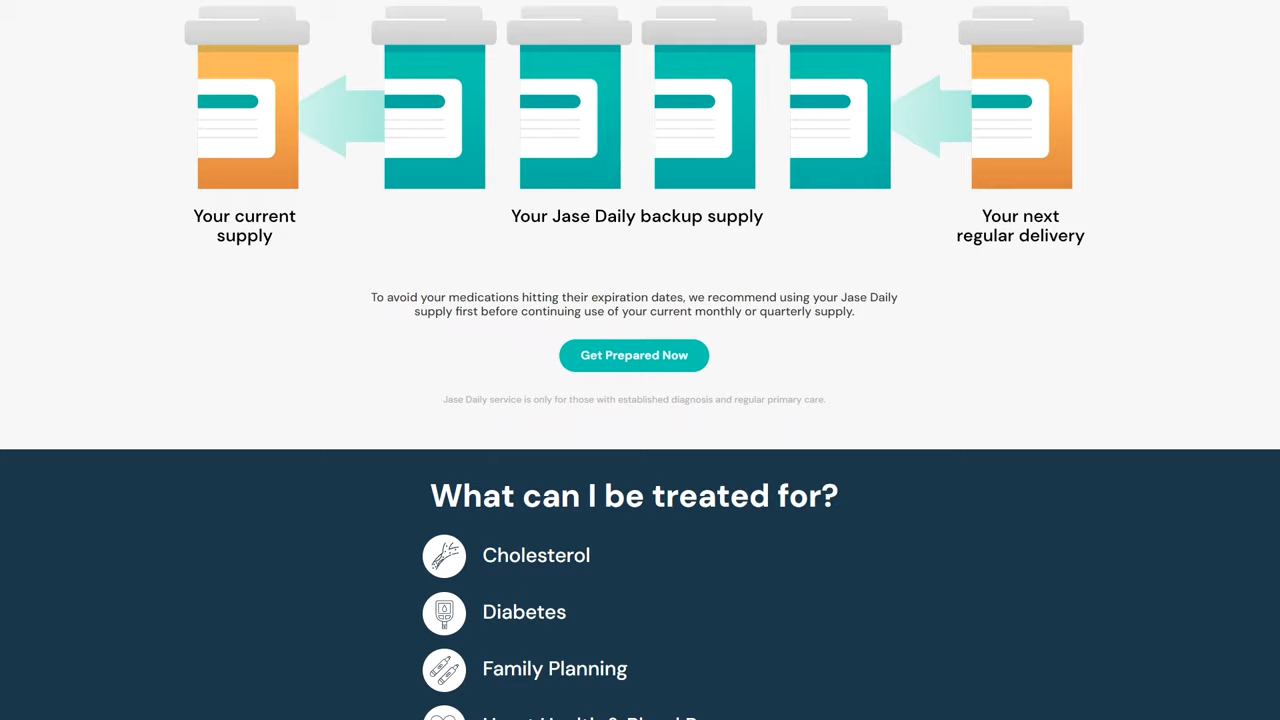 Your current
supply
Your Jase Daily backup supply
Your next
regular delivery
To avoid your medications hitting their expiration dates, we recommend using your Jase Daily
supply first before continuing use of your current monthly or quarterly supply.
Get Prepared Now
Jase Daily service is only for those with established diagnosis and regular primary care.
What can I be treated for?
Cholesterol
Diabetes
Family Planning